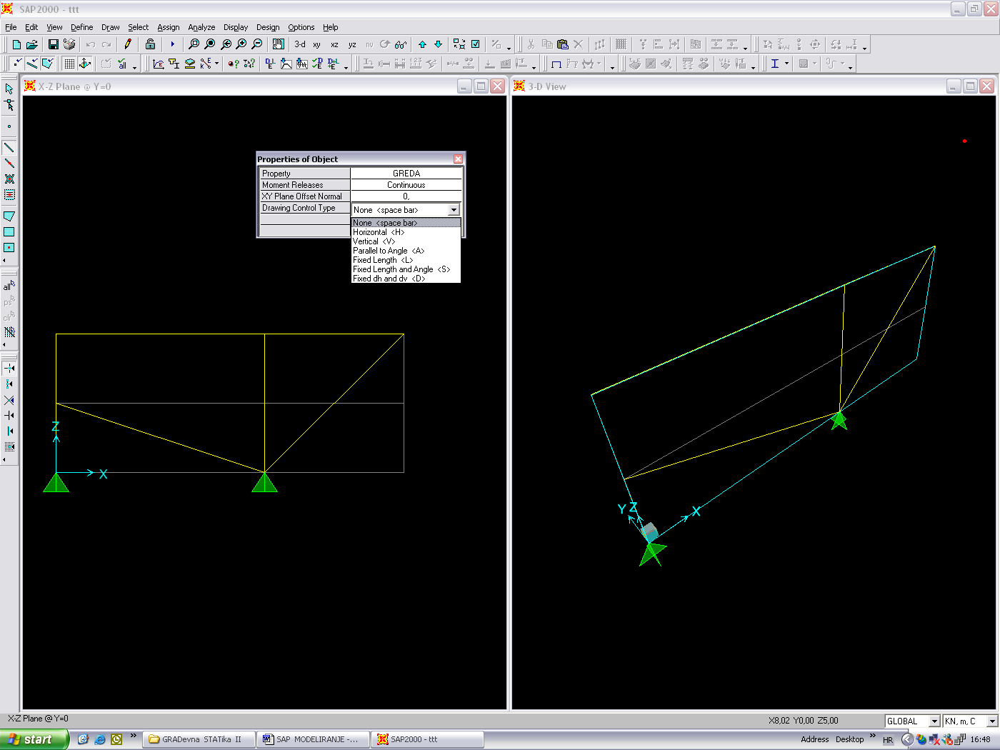 SAP2000 - ttt
File Edit View Define Draw Select Assign Analyze Display Design Options Help
3-d xy xz yz nv
all
X-Z Plane @ Y=0
3-D View
Properties of Object
Property GREDA
Moment Releases Continuous
XY Plane Offset Normal 0,
Drawing Control Type None <space bar>
None <space bar>
Horizontal <H>
Vertical <V>
Parallel to Angle <A>
Fixed Length <L>
Fixed Length and Angle <S>
Fixed dh and dv <D>
all
ps
clr
Z
X
Y Z X
X-Z Plane @ Y=0
X8,02 Y0,00 Z5,00
GLOBAL
KN, m, C
start
GRADevna STATika II
SAP MODELIRANJE -...
SAP2000 - ttt
Address Desktop
HR
16:48